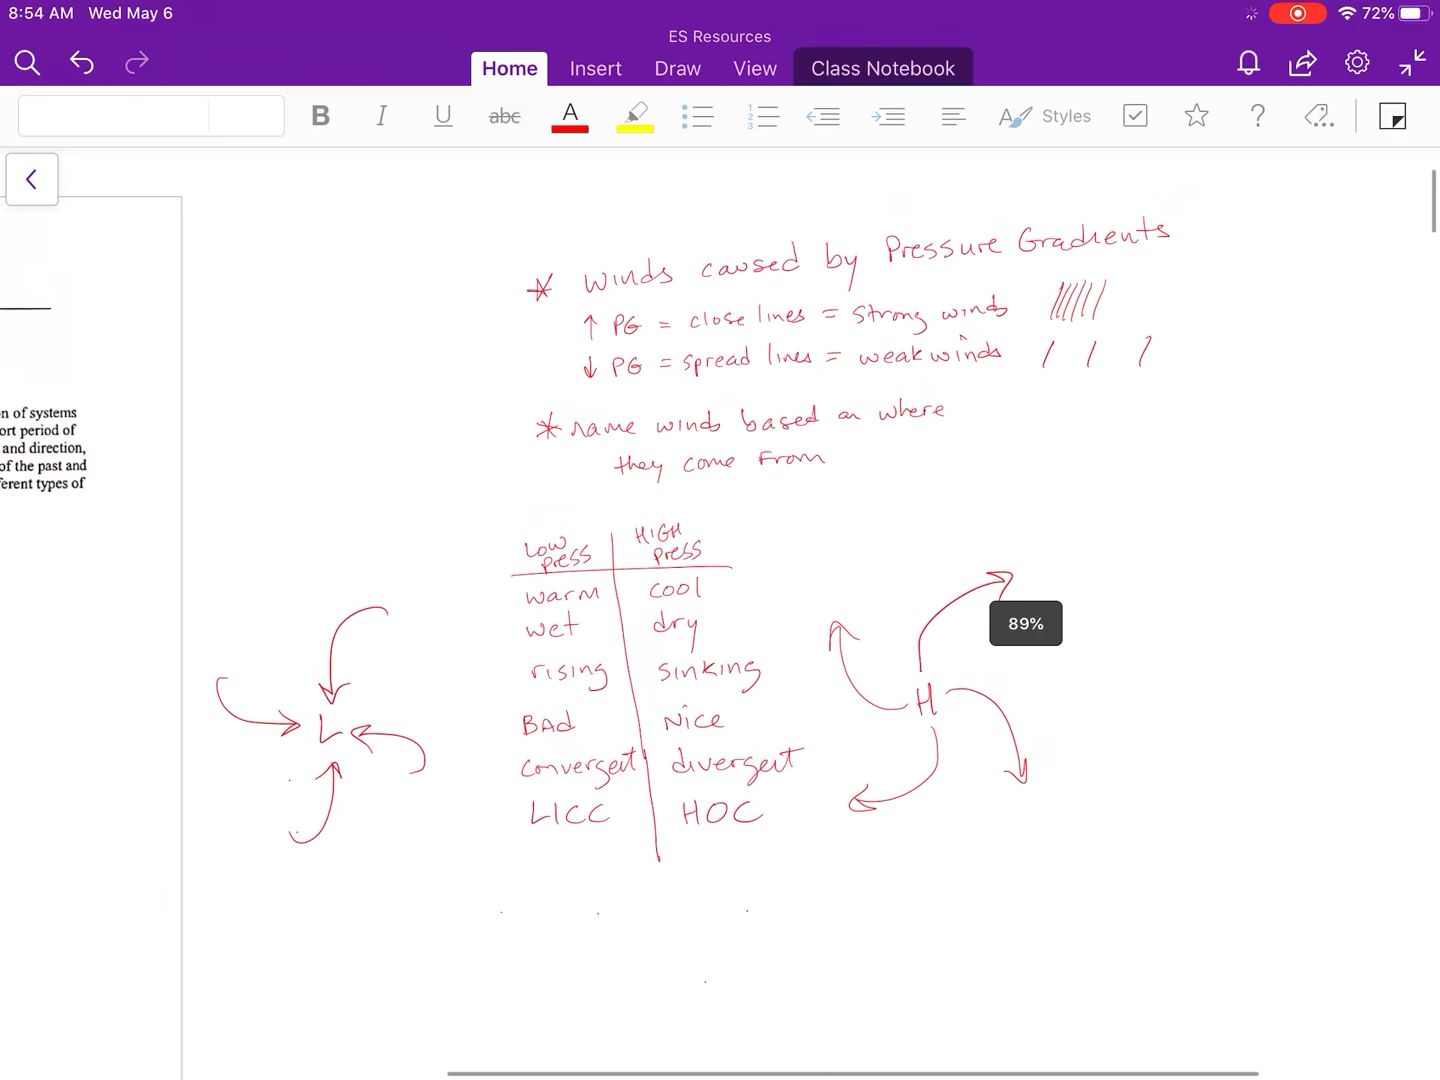 8:54 AM Wed May 6
72%
ES Resources
Home Insert Draw View Class Notebook
B I U abc A Styles
* winds caused by Pressure Gradients
↑ PG = close lines = strong winds
↓ PG = spread lines = weak winds
* name winds based on where
they come from
n of systems
ort period of
and direction,
of the past and
ferent types of
Low press HIGH press
warm cool
wet dry
rising sinking
BAd Nice
convergent divergent
LICC HOC
L
H
89%